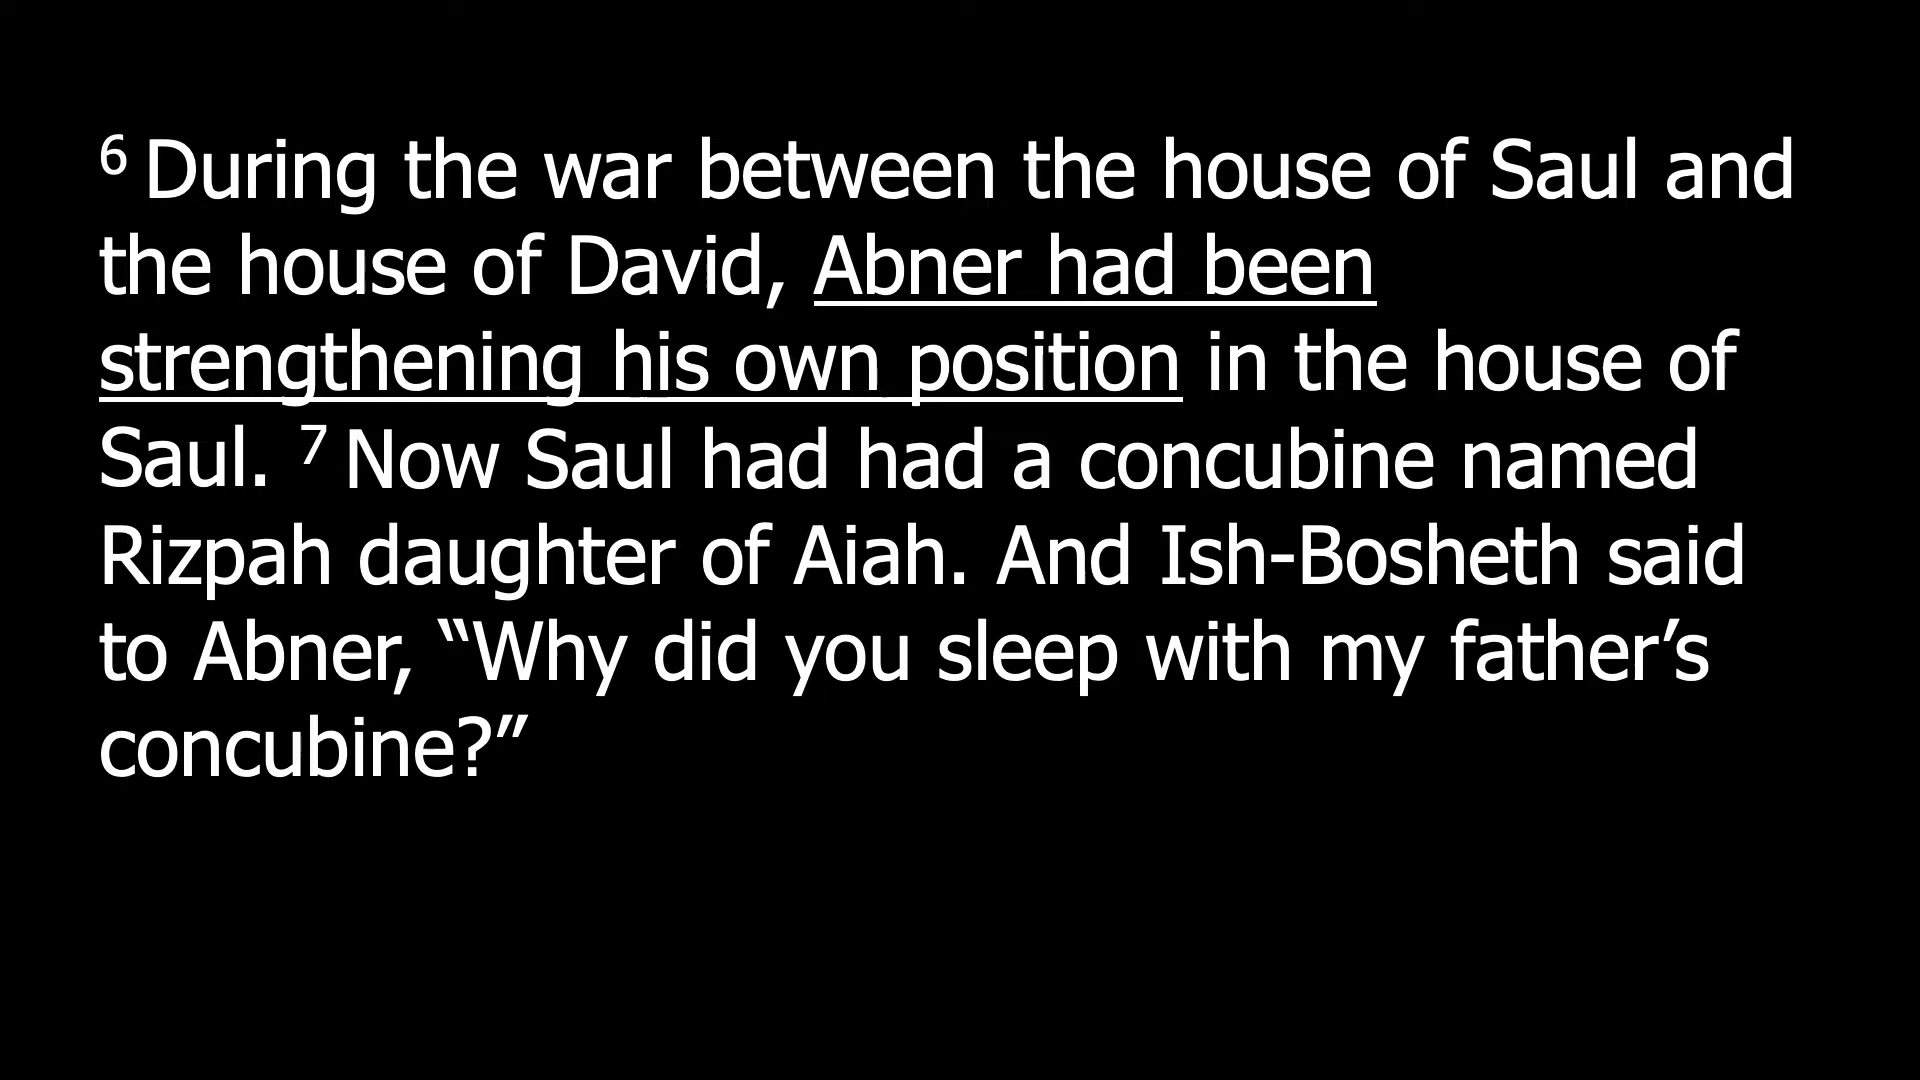 ⁶ During the war between the house of Saul and
the house of David, Abner had been
strengthening his own position in the house of
Saul. ⁷ Now Saul had had a concubine named
Rizpah daughter of Aiah. And Ish-Bosheth said
to Abner, “Why did you sleep with my father’s
concubine?”